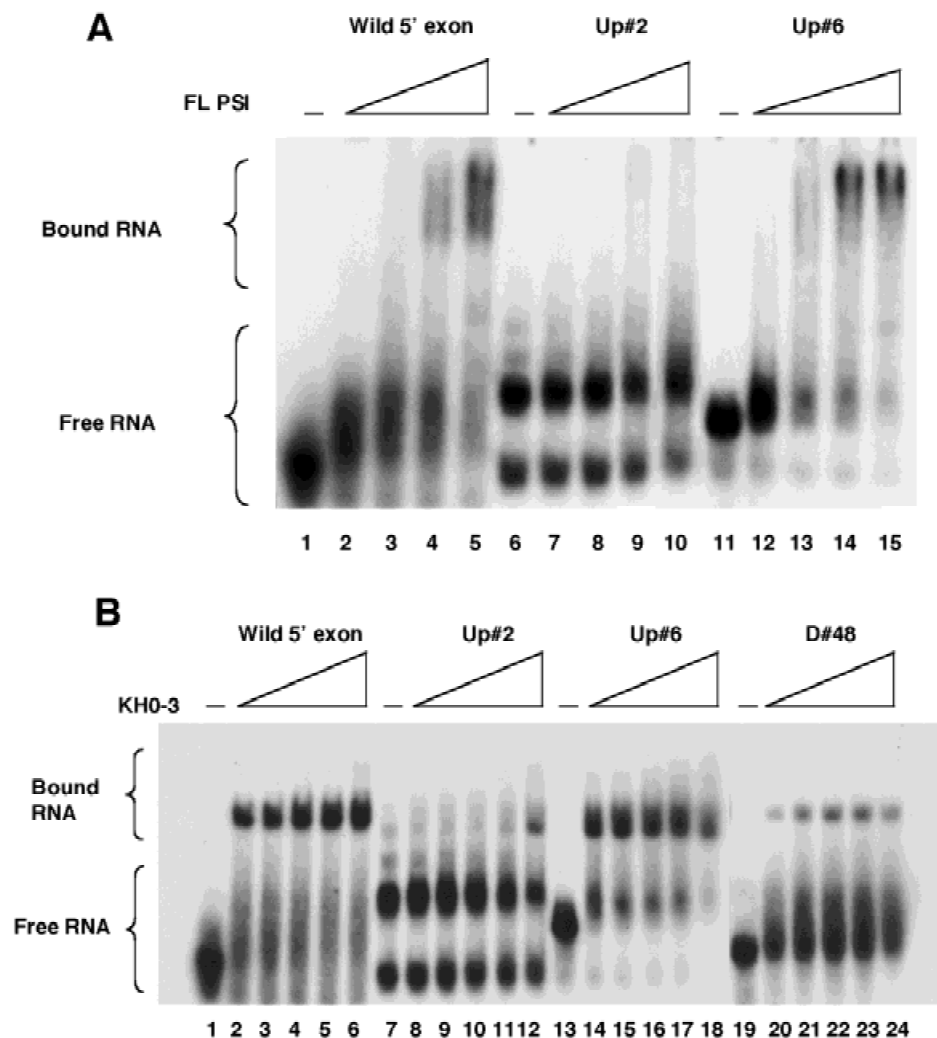 A
Wild 5' exon Up#2 Up#6
FL PSI
— — —
Bound RNA
Free RNA
1 2 3 4 5 6 7 8 9 10 11 12 13 14 15
B
Wild 5' exon Up#2 Up#6 D#48
KH0-3
— — — —
Bound
RNA
Free RNA
1 2 3 4 5 6 7 8 9 10 11 12 13 14 15 16 17 18 19 20 21 22 23 24